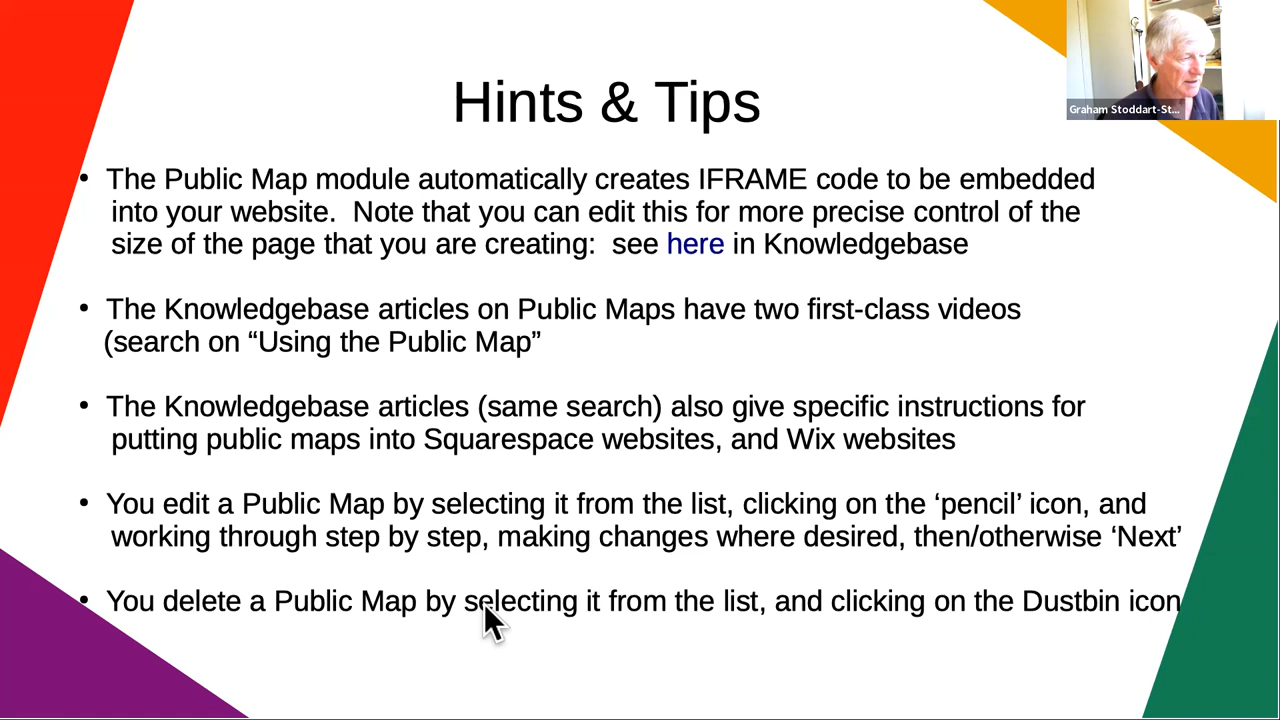 Hints & Tips
Graham Stoddart-St...
• The Public Map module automatically creates IFRAME code to be embedded
into your website.  Note that you can edit this for more precise control of the
size of the page that you are creating:  see here in Knowledgebase
• The Knowledgebase articles on Public Maps have two first-class videos
(search on “Using the Public Map”
• The Knowledgebase articles (same search) also give specific instructions for
putting public maps into Squarespace websites, and Wix websites
• You edit a Public Map by selecting it from the list, clicking on the ‘pencil’ icon, and
working through step by step, making changes where desired, then/otherwise ‘Next’
• You delete a Public Map by selecting it from the list, and clicking on the Dustbin icon